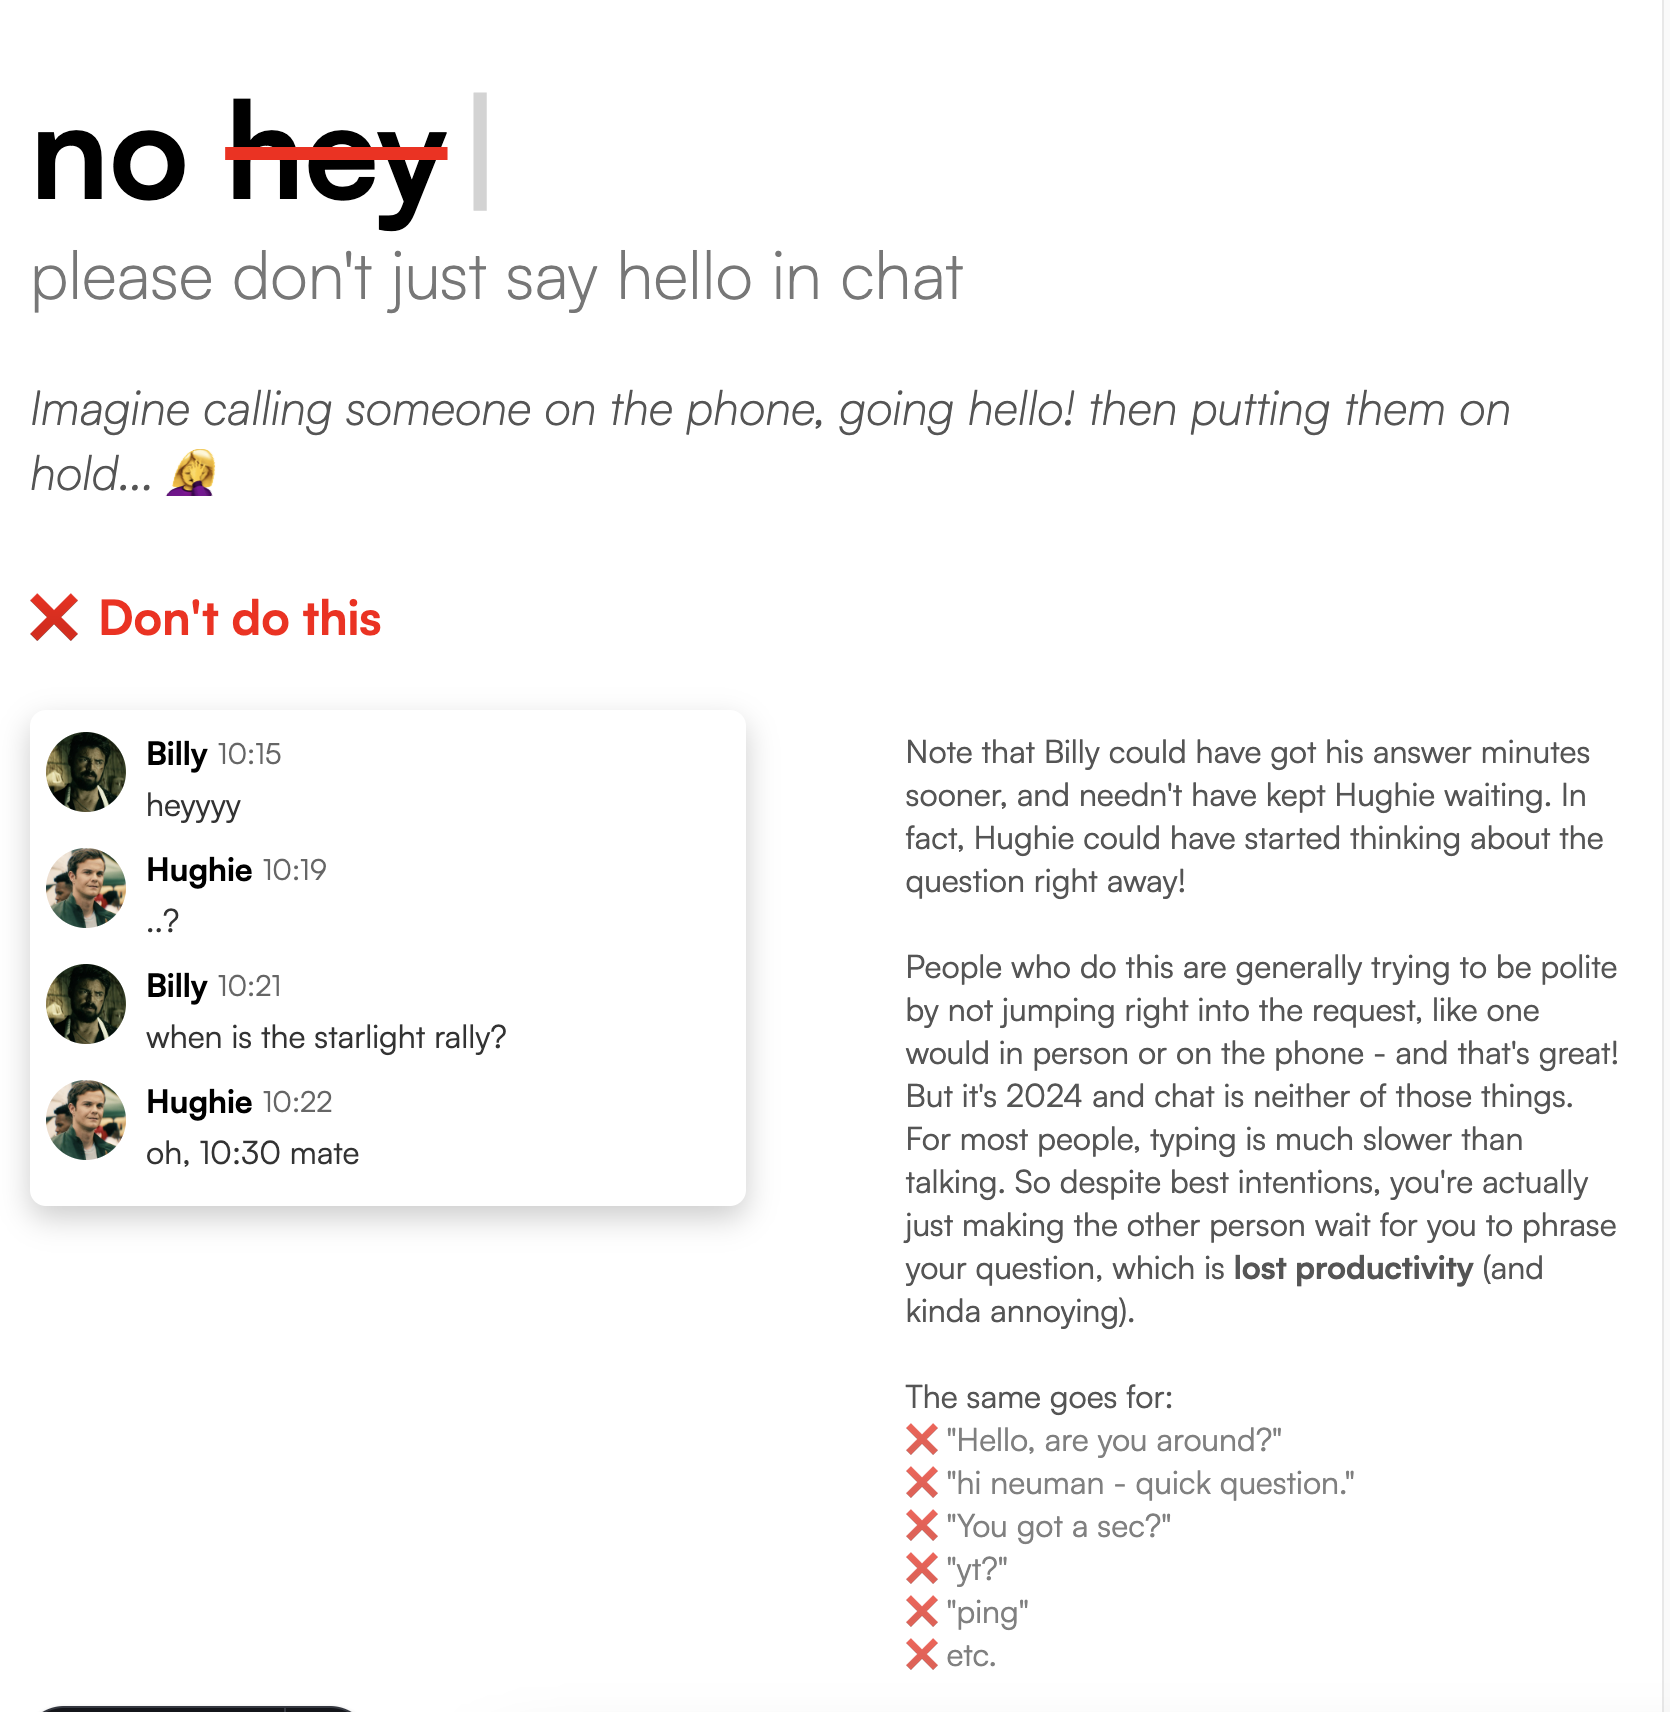 no hey
please don't just say hello in chat
Imagine calling someone on the phone, going hello! then putting them on
hold... 🤦‍♀️
❌ Don't do this
Billy 10:15
heyyyy
Hughie 10:19
..?
Billy 10:21
when is the starlight rally?
Hughie 10:22
oh, 10:30 mate
Note that Billy could have got his answer minutes
sooner, and needn't have kept Hughie waiting. In
fact, Hughie could have started thinking about the
question right away!
People who do this are generally trying to be polite
by not jumping right into the request, like one
would in person or on the phone - and that's great!
But it's 2024 and chat is neither of those things.
For most people, typing is much slower than
talking. So despite best intentions, you're actually
just making the other person wait for you to phrase
your question, which is lost productivity (and
kinda annoying).
The same goes for:
❌ "Hello, are you around?"
❌ "hi neuman - quick question."
❌ "You got a sec?"
❌ "yt?"
❌ "ping"
❌ etc.